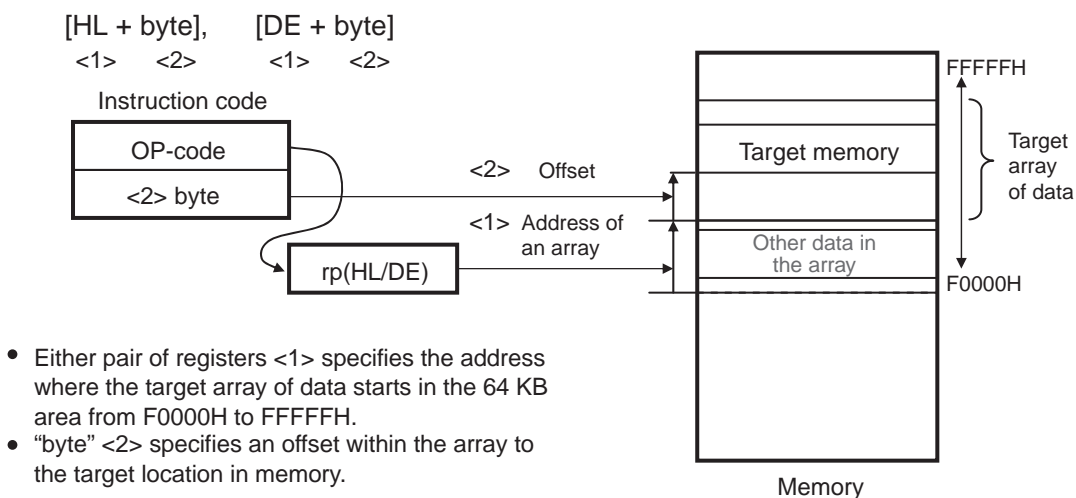 [HL + byte], [DE + byte]
<1> <2> <1> <2>
Instruction code
OP-code
<2> byte
rp(HL/DE)
<2> Offset
<1> Address of
an array
FFFFFH
Target memory
Target
array
of data
Other data in
the array
F0000H
Memory
• Either pair of registers <1> specifies the address
where the target array of data starts in the 64 KB
area from F0000H to FFFFFH.
• “byte” <2> specifies an offset within the array to
the target location in memory.